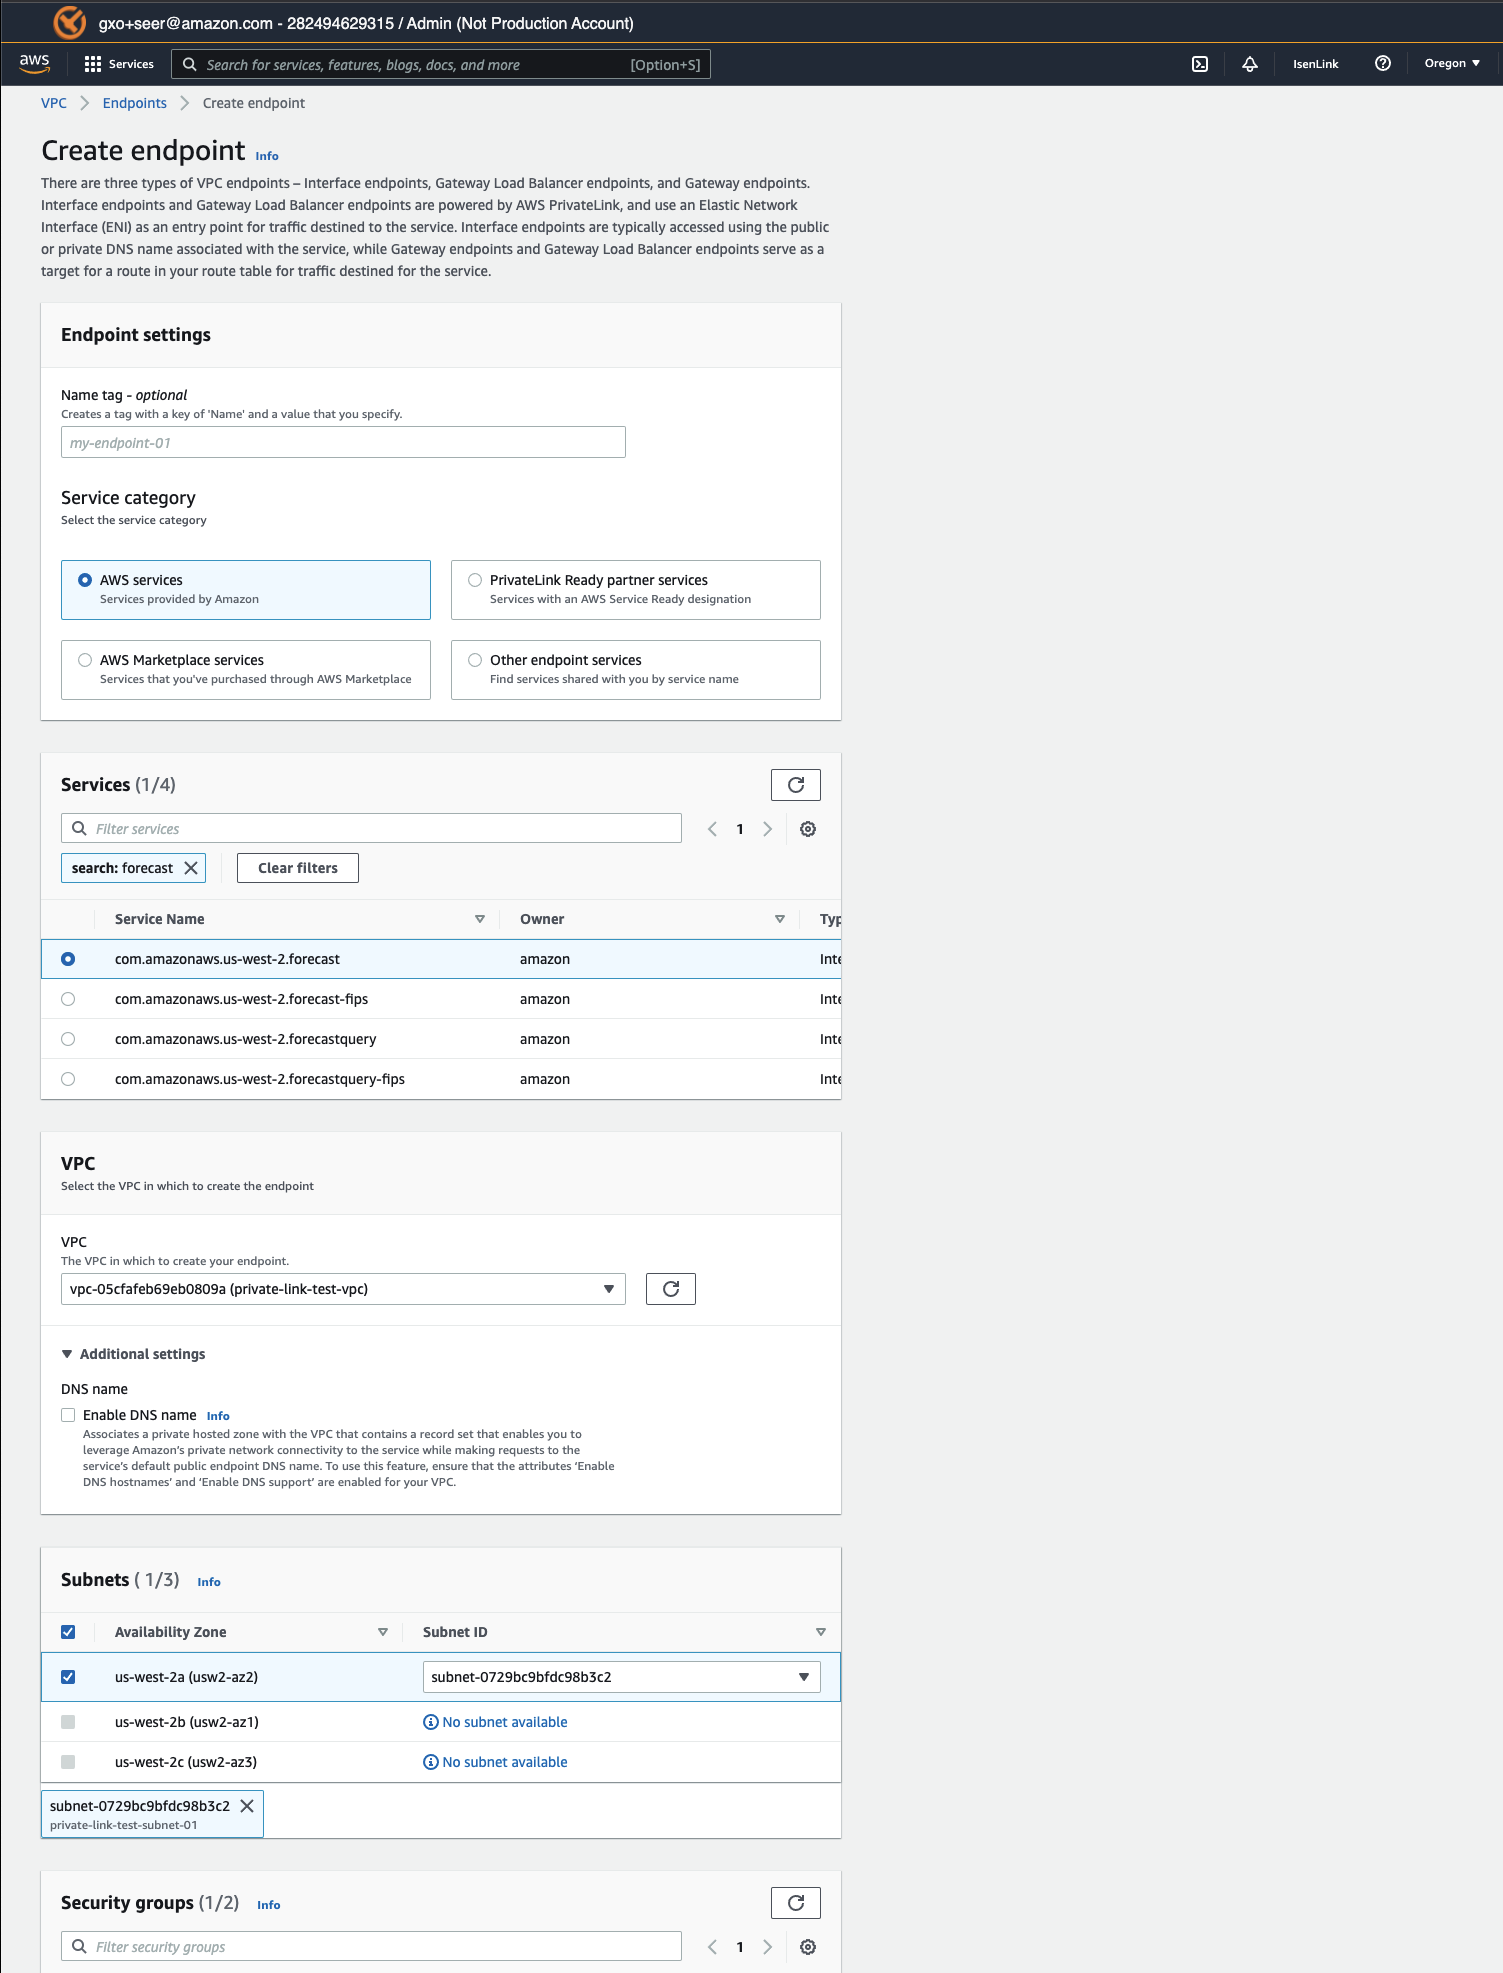 gxo+seer@amazon.com - 282494629315 / Admin (Not Production Account)
aws
Services
Search for services, features, blogs, docs, and more
[Option+S]
IsenLink
Oregon
VPC
Endpoints
Create endpoint
Create endpoint Info
There are three types of VPC endpoints – Interface endpoints, Gateway Load Balancer endpoints, and Gateway endpoints.
Interface endpoints and Gateway Load Balancer endpoints are powered by AWS PrivateLink, and use an Elastic Network
Interface (ENI) as an entry point for traffic destined to the service. Interface endpoints are typically accessed using the public
or private DNS name associated with the service, while Gateway endpoints and Gateway Load Balancer endpoints serve as a
target for a route in your route table for traffic destined for the service.
Endpoint settings
Name tag - optional
Creates a tag with a key of 'Name' and a value that you specify.
my-endpoint-01
Service category
Select the service category
AWS services
Services provided by Amazon
PrivateLink Ready partner services
Services with an AWS Service Ready designation
AWS Marketplace services
Services that you've purchased through AWS Marketplace
Other endpoint services
Find services shared with you by service name
Services (1/4)
Filter services
1
search: forecast
Clear filters
Service Name
Owner
Typ
com.amazonaws.us-west-2.forecast amazon Inte
com.amazonaws.us-west-2.forecast-fips amazon Inte
com.amazonaws.us-west-2.forecastquery amazon Inte
com.amazonaws.us-west-2.forecastquery-fips amazon Inte
VPC
Select the VPC in which to create the endpoint
VPC
The VPC in which to create your endpoint.
vpc-05cfafeb69eb0809a (private-link-test-vpc)
Additional settings
DNS name
Enable DNS name Info
Associates a private hosted zone with the VPC that contains a record set that enables you to
leverage Amazon's private network connectivity to the service while making requests to the
service's default public endpoint DNS name. To use this feature, ensure that the attributes 'Enable
DNS hostnames' and 'Enable DNS support' are enabled for your VPC.
Subnets ( 1/3) Info
Availability Zone
Subnet ID
us-west-2a (usw2-az2) subnet-0729bc9bfdc98b3c2
us-west-2b (usw2-az1) No subnet available
us-west-2c (usw2-az3) No subnet available
subnet-0729bc9bfdc98b3c2
private-link-test-subnet-01
Security groups (1/2) Info
Filter security groups
1